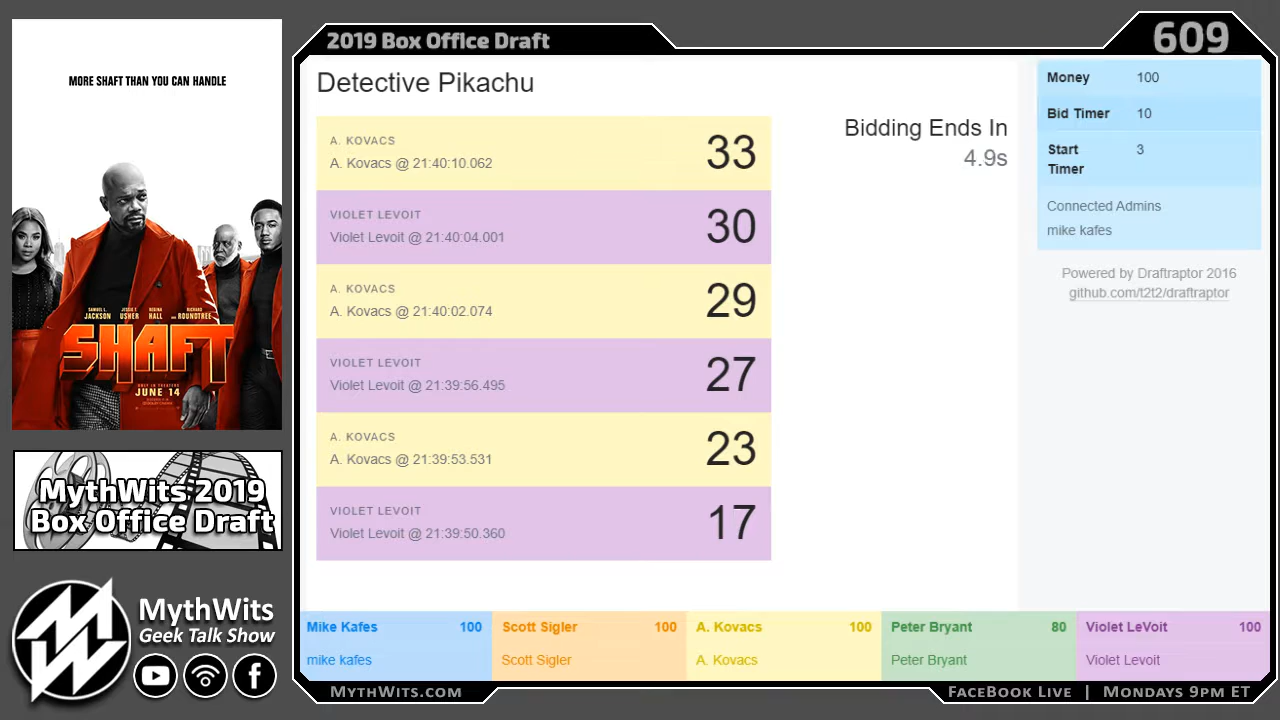 2019 Box Office Draft
609
MORE SHAFT THAN YOU CAN HANDLE
SAMUEL L. JACKSON JESSIE T. USHER REGINA HALL AND RICHARD ROUNDTREE
SHAFT
ONLY IN THEATERS
JUNE 14
MythWits 2019
Box Office Draft
MythWits
Geek Talk Show
Detective Pikachu
A. KOVACS
A. Kovacs @ 21:40:10.062
33
VIOLET LEVOIT
Violet Levoit @ 21:40:04.001
30
A. KOVACS
A. Kovacs @ 21:40:02.074
29
VIOLET LEVOIT
Violet Levoit @ 21:39:56.495
27
A. KOVACS
A. Kovacs @ 21:39:53.531
23
VIOLET LEVOIT
Violet Levoit @ 21:39:50.360
17
Bidding Ends In
4.9s
Money 100
Bid Timer 10
Start Timer 3
Connected Admins
mike kafes
Powered by Draftraptor 2016
github.com/t2t2/draftraptor
Mike Kafes 100
mike kafes
Scott Sigler 100
Scott Sigler
A. Kovacs 100
A. Kovacs
Peter Bryant 80
Peter Bryant
Violet LeVoit 100
Violet Levoit
MythWits.com
FaceBook Live | Mondays 9pm ET